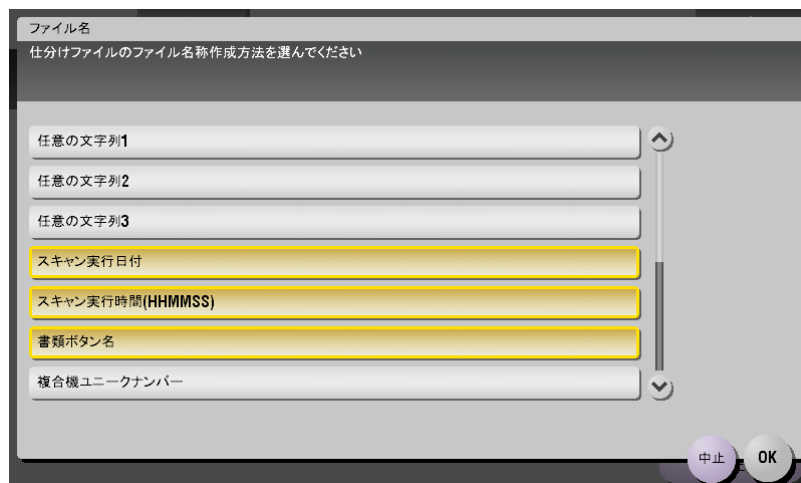 ファイル名
仕分けファイルのファイル名称作成方法を選んでください
任意の文字列1
任意の文字列2
任意の文字列3
スキャン実行日付
スキャン実行時間(HHMMSS)
書類ボタン名
複合機ユニークナンバー
中止
OK